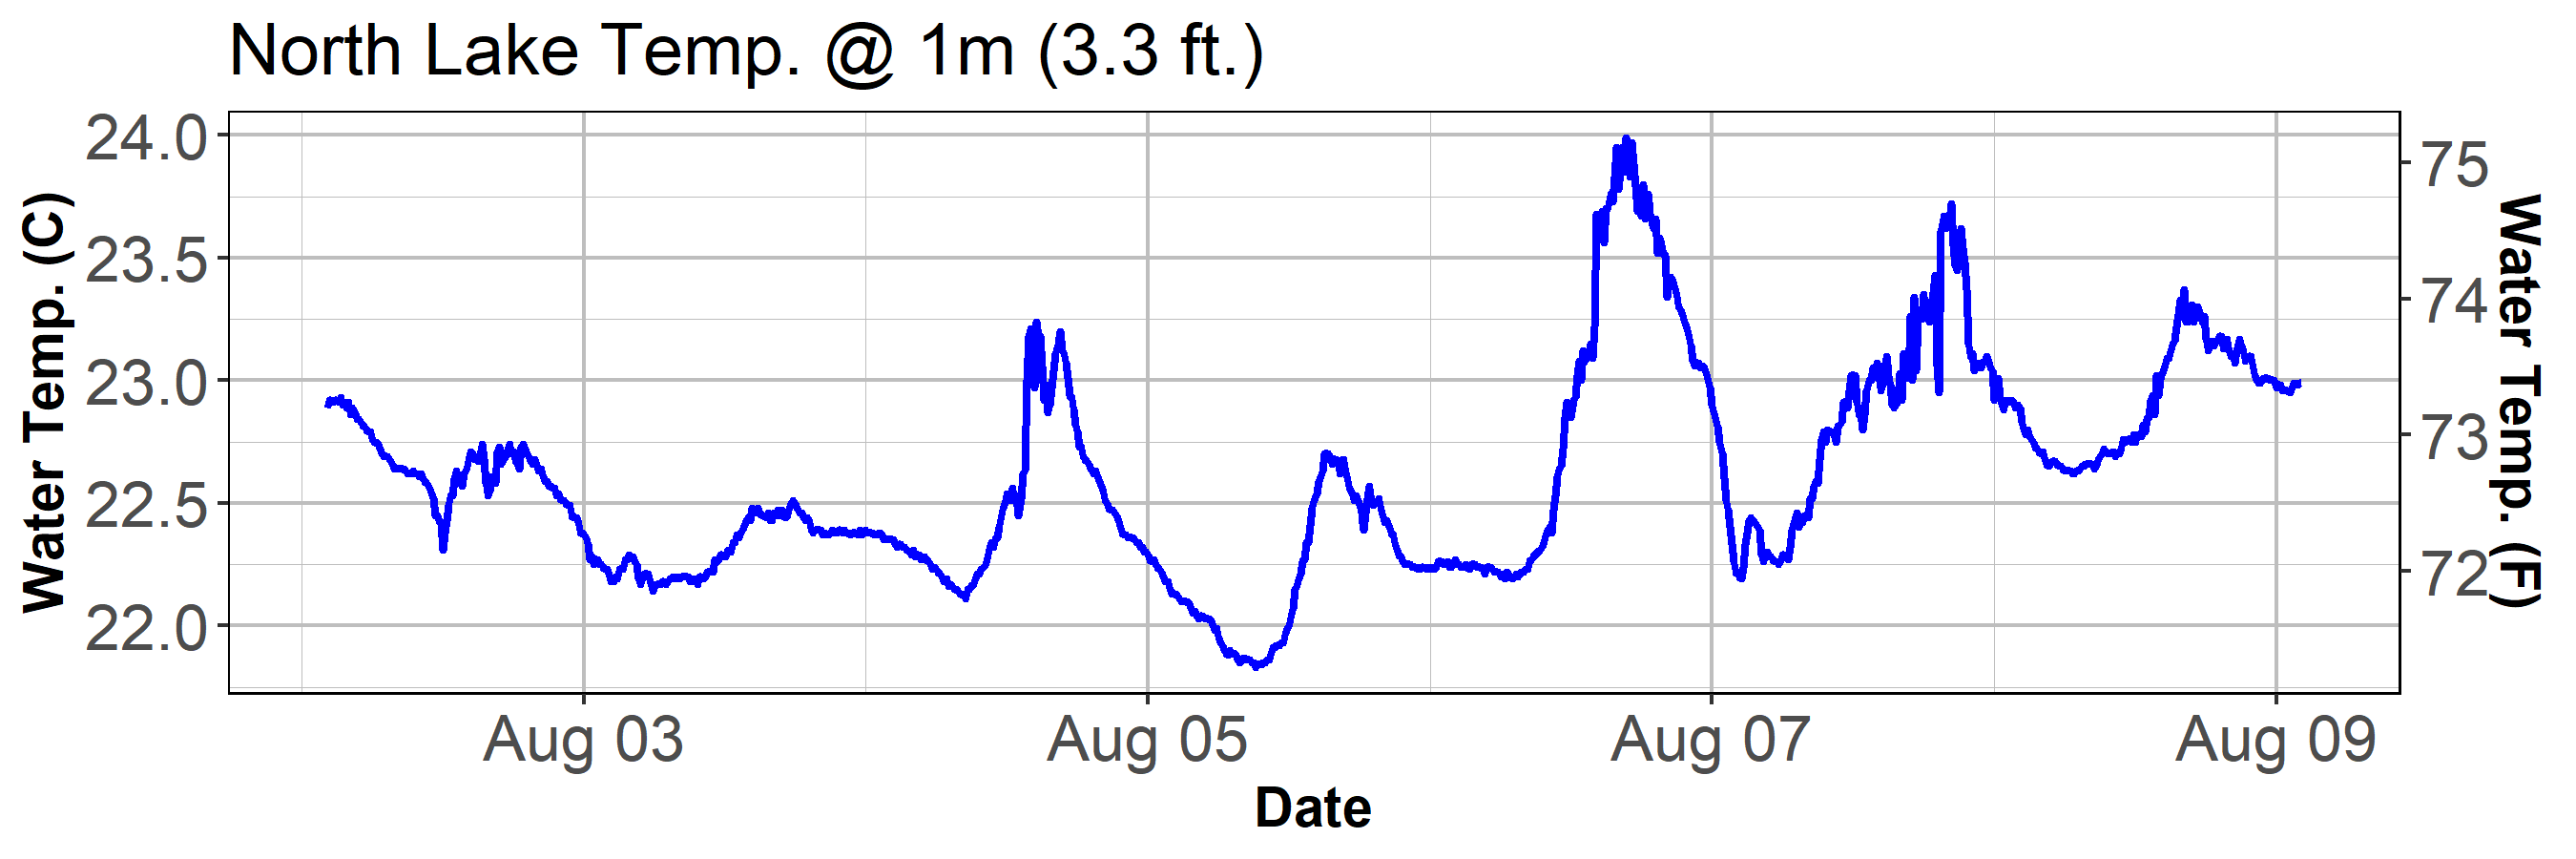 North Lake Temp. @ 1m (3.3 ft.)
Water Temp. (C)
24.0
23.5
23.0
22.5
22.0
75
74
73
72
Water Temp. (F)
Aug 03 Aug 05 Aug 07 Aug 09
Date